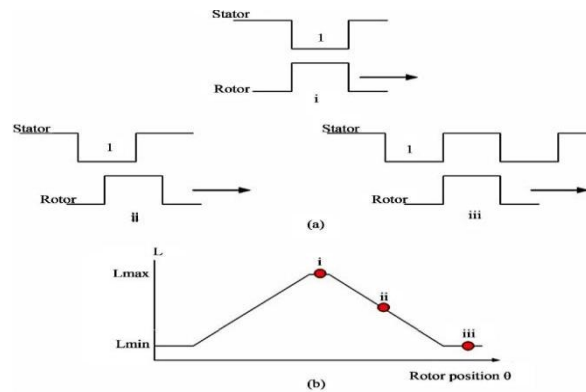 Stator
1
Rotor
i
Stator
1
Rotor
ii
Stator
1
Rotor
iii
(a)
L
Lmax
i
ii
iii
Lmin
Rotor position θ
(b)